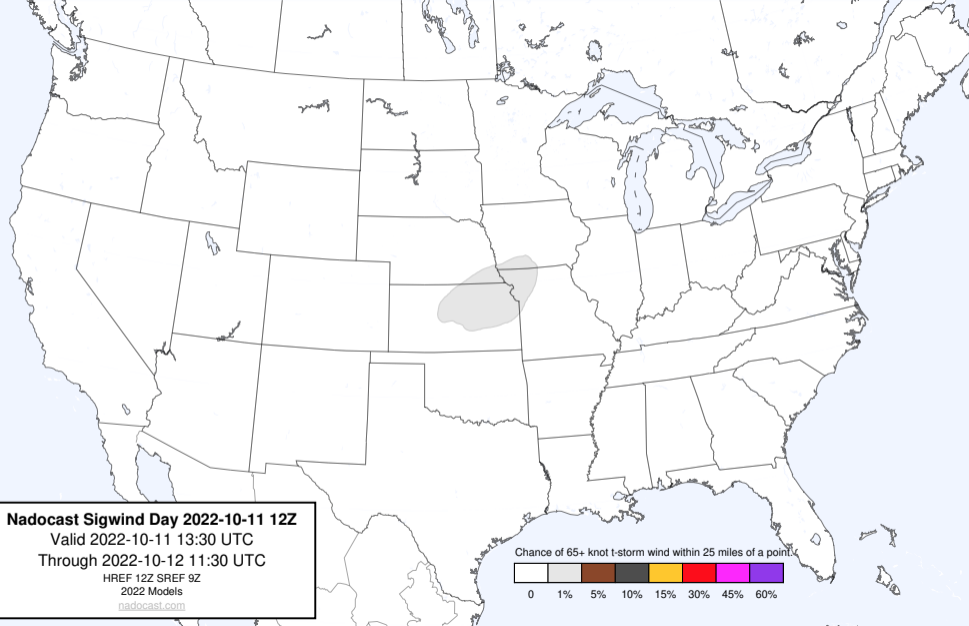 Nadocast Sigwind Day 2022-10-11 12Z
Valid 2022-10-11 13:30 UTC
Through 2022-10-12 11:30 UTC
HREF 12Z SREF 9Z
2022 Models
nadocast.com
Chance of 65+ knot t-storm wind within 25 miles of a point.
0 1% 5% 10% 15% 30% 45% 60%